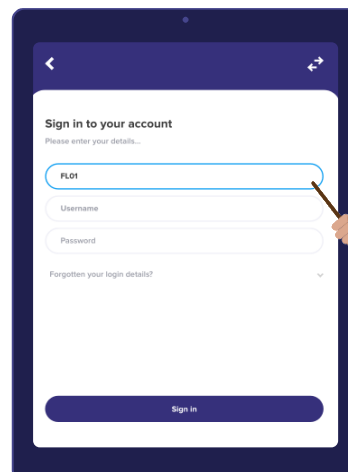 Sign in to your account
Please enter your details...
FL01
Username
Password
Forgotten your login details?
Sign in